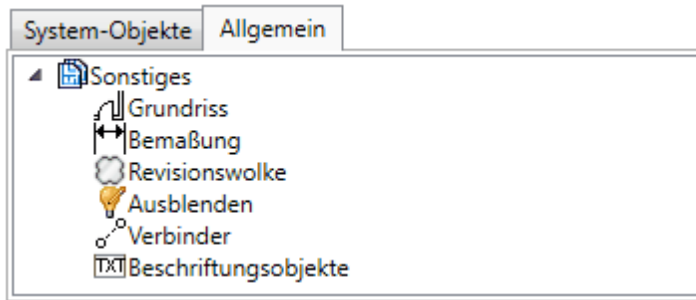 System-Objekte Allgemein
Sonstiges
Grundriss
Bemaßung
Revisionswolke
Ausblenden
Verbinder
TXT Beschriftungsobjekte